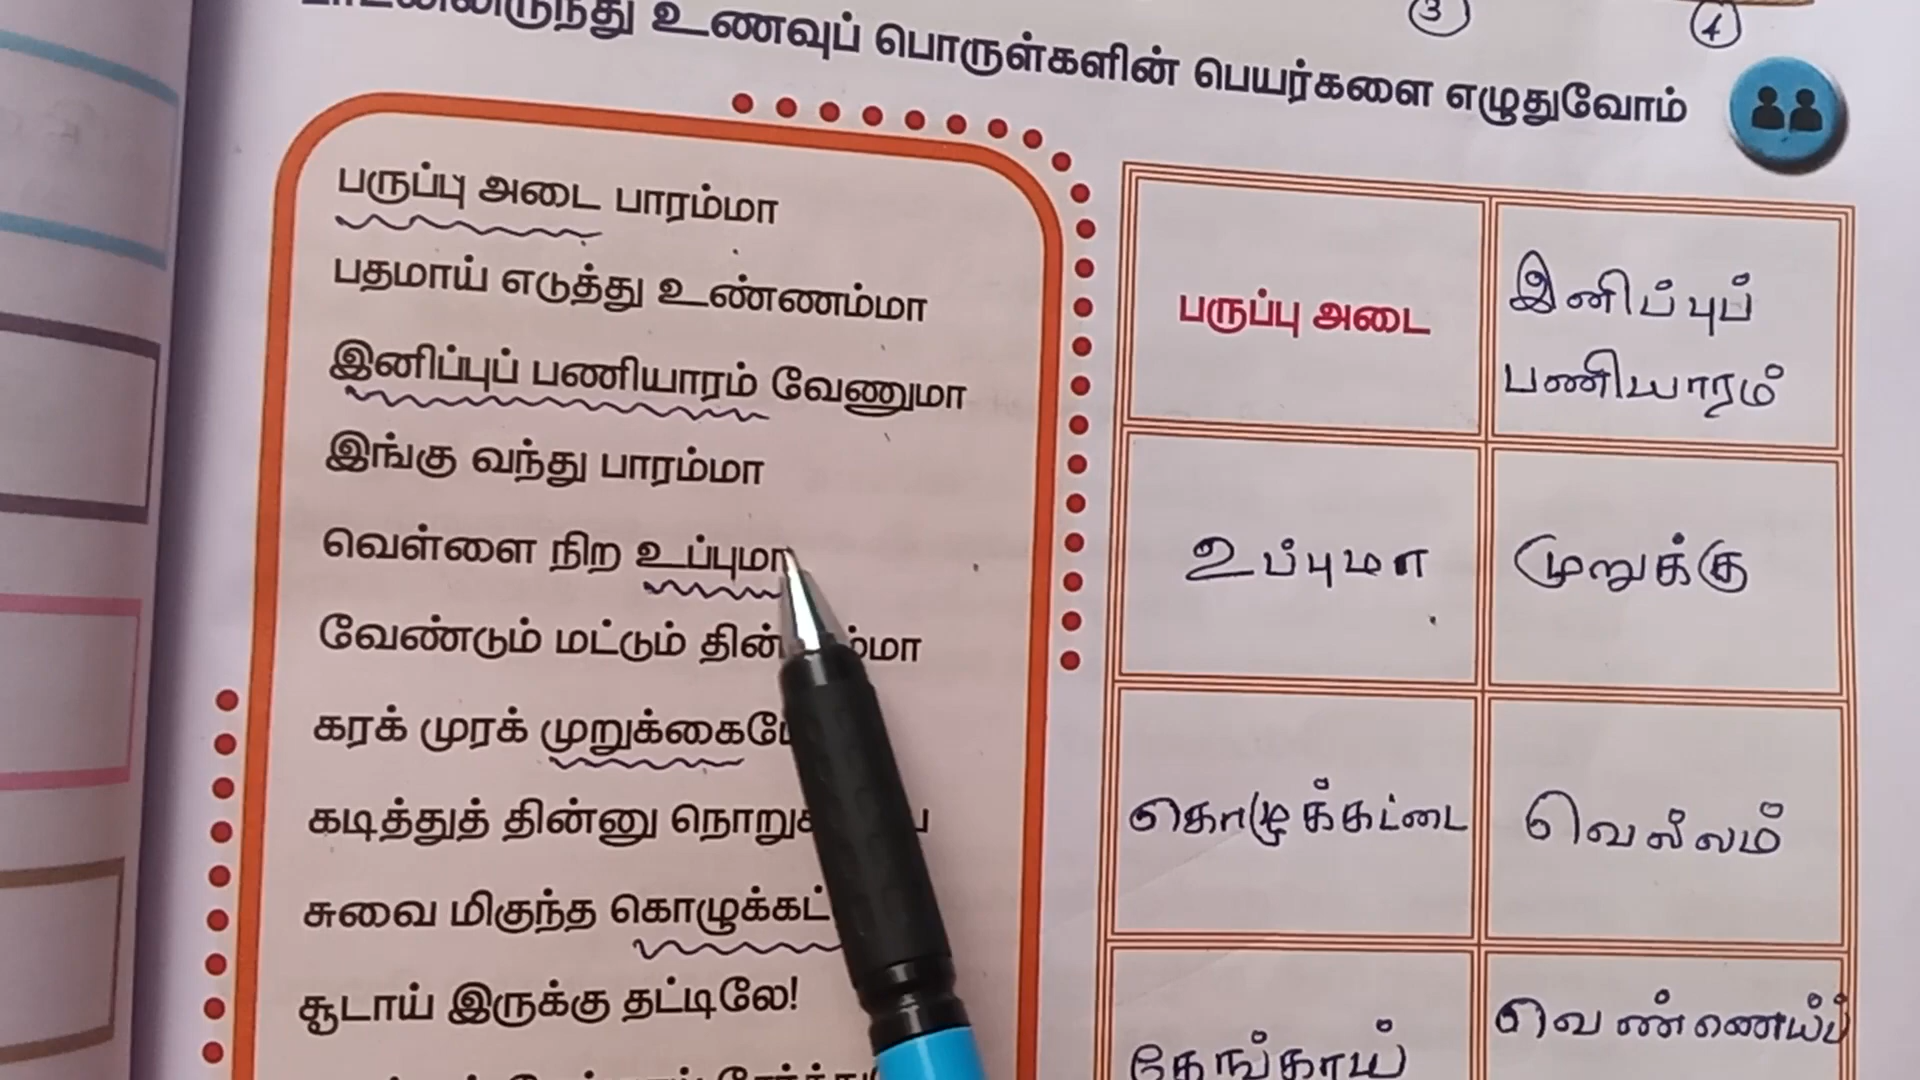 உணவுப் பொருள்களின் பெயர்களை எழுதுவோம்
3
4
பருப்பு அடை பாரம்மா
பதமாய் எடுத்து உண்ணம்மா
இனிப்புப் பணியாரம் வேணுமா
இங்கு வந்து பாரம்மா
வெள்ளை நிற உப்புமா
வேண்டும் மட்டும்
கரக் முரக்
கடித்துத் தின்னு
சுவை மிகுந்த
சூடாய் இருக்கு தட்டிலே!
பருப்பு அடை
இனிப்புப்
பணியாரம்
உப்புமா
முறுக்கு
கொழுக்கட்டை
வெல்லம்
தேங்காய்
வெண்ணெய்ப்